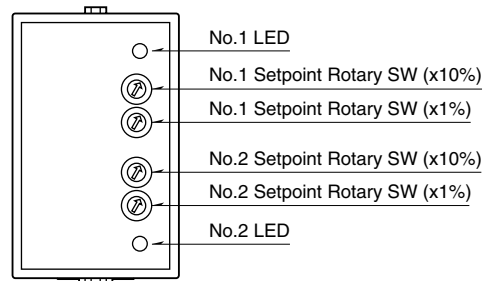 No.1 LED
No.1 Setpoint Rotary SW (x10%)
No.1 Setpoint Rotary SW (x1%)
No.2 Setpoint Rotary SW (x10%)
No.2 Setpoint Rotary SW (x1%)
No.2 LED